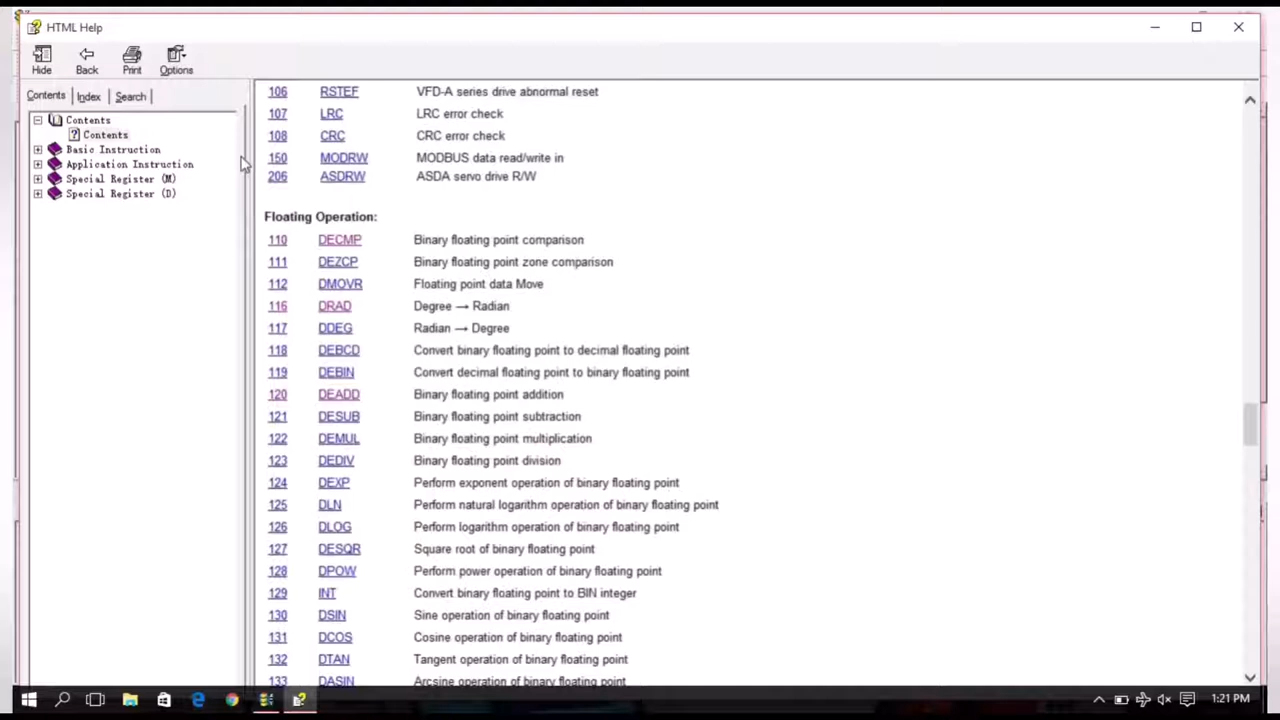 HTML Help
Hide Back Print Options
Contents Index Search
Contents
Contents
Basic Instruction
Application Instruction
Special Register (M)
Special Register (D)
106 RSTEF VFD-A series drive abnormal reset
107 LRC LRC error check
108 CRC CRC error check
150 MODRW MODBUS data read/write in
206 ASDRW ASDA servo drive R/W
Floating Operation:
110 DECMP Binary floating point comparison
111 DEZCP Binary floating point zone comparison
112 DMOVR Floating point data Move
116 DRAD Degree → Radian
117 DDEG Radian → Degree
118 DEBCD Convert binary floating point to decimal floating point
119 DEBIN Convert decimal floating point to binary floating point
120 DEADD Binary floating point addition
121 DESUB Binary floating point subtraction
122 DEMUL Binary floating point multiplication
123 DEDIV Binary floating point division
124 DEXP Perform exponent operation of binary floating point
125 DLN Perform natural logarithm operation of binary floating point
126 DLOG Perform logarithm operation of binary floating point
127 DESQR Square root of binary floating point
128 DPOW Perform power operation of binary floating point
129 INT Convert binary floating point to BIN integer
130 DSIN Sine operation of binary floating point
131 DCOS Cosine operation of binary floating point
132 DTAN Tangent operation of binary floating point
133 DASIN Arcsine operation of binary floating point
1:21 PM